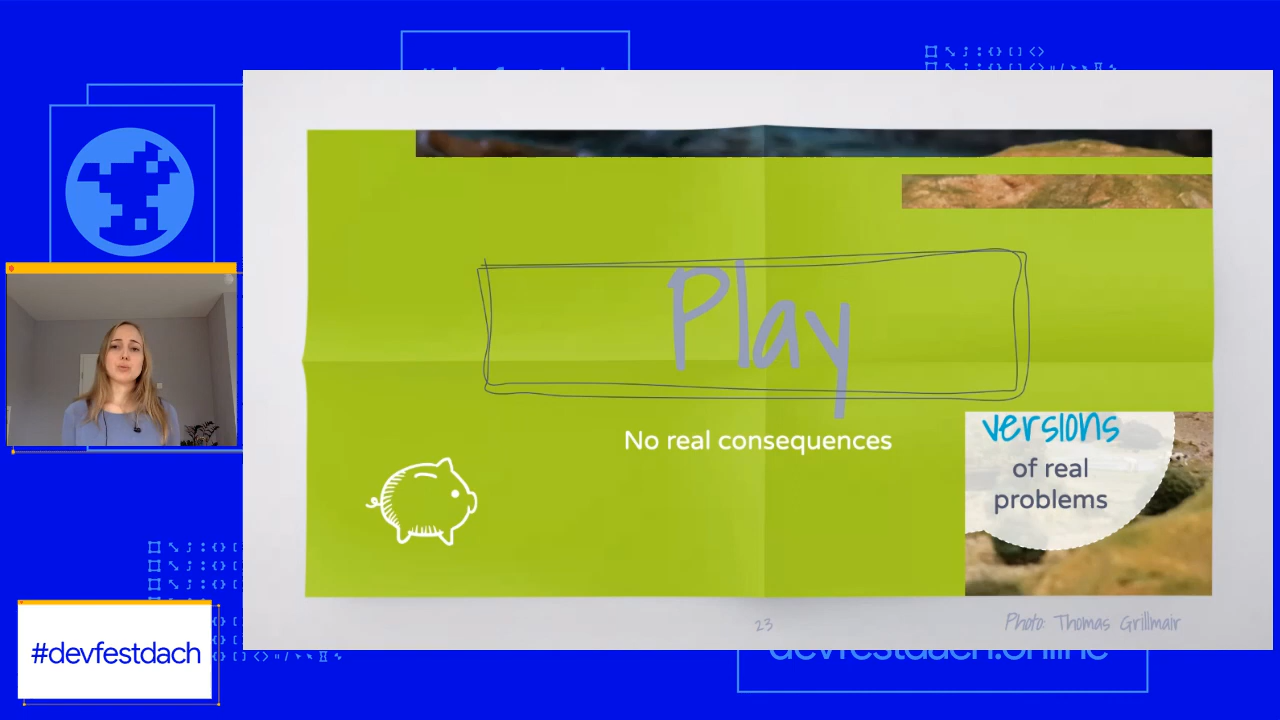 Play
No real consequences
versions
of real
problems
23
Photo: Thomas Grillmair
#devfestdach
devfestdach.online